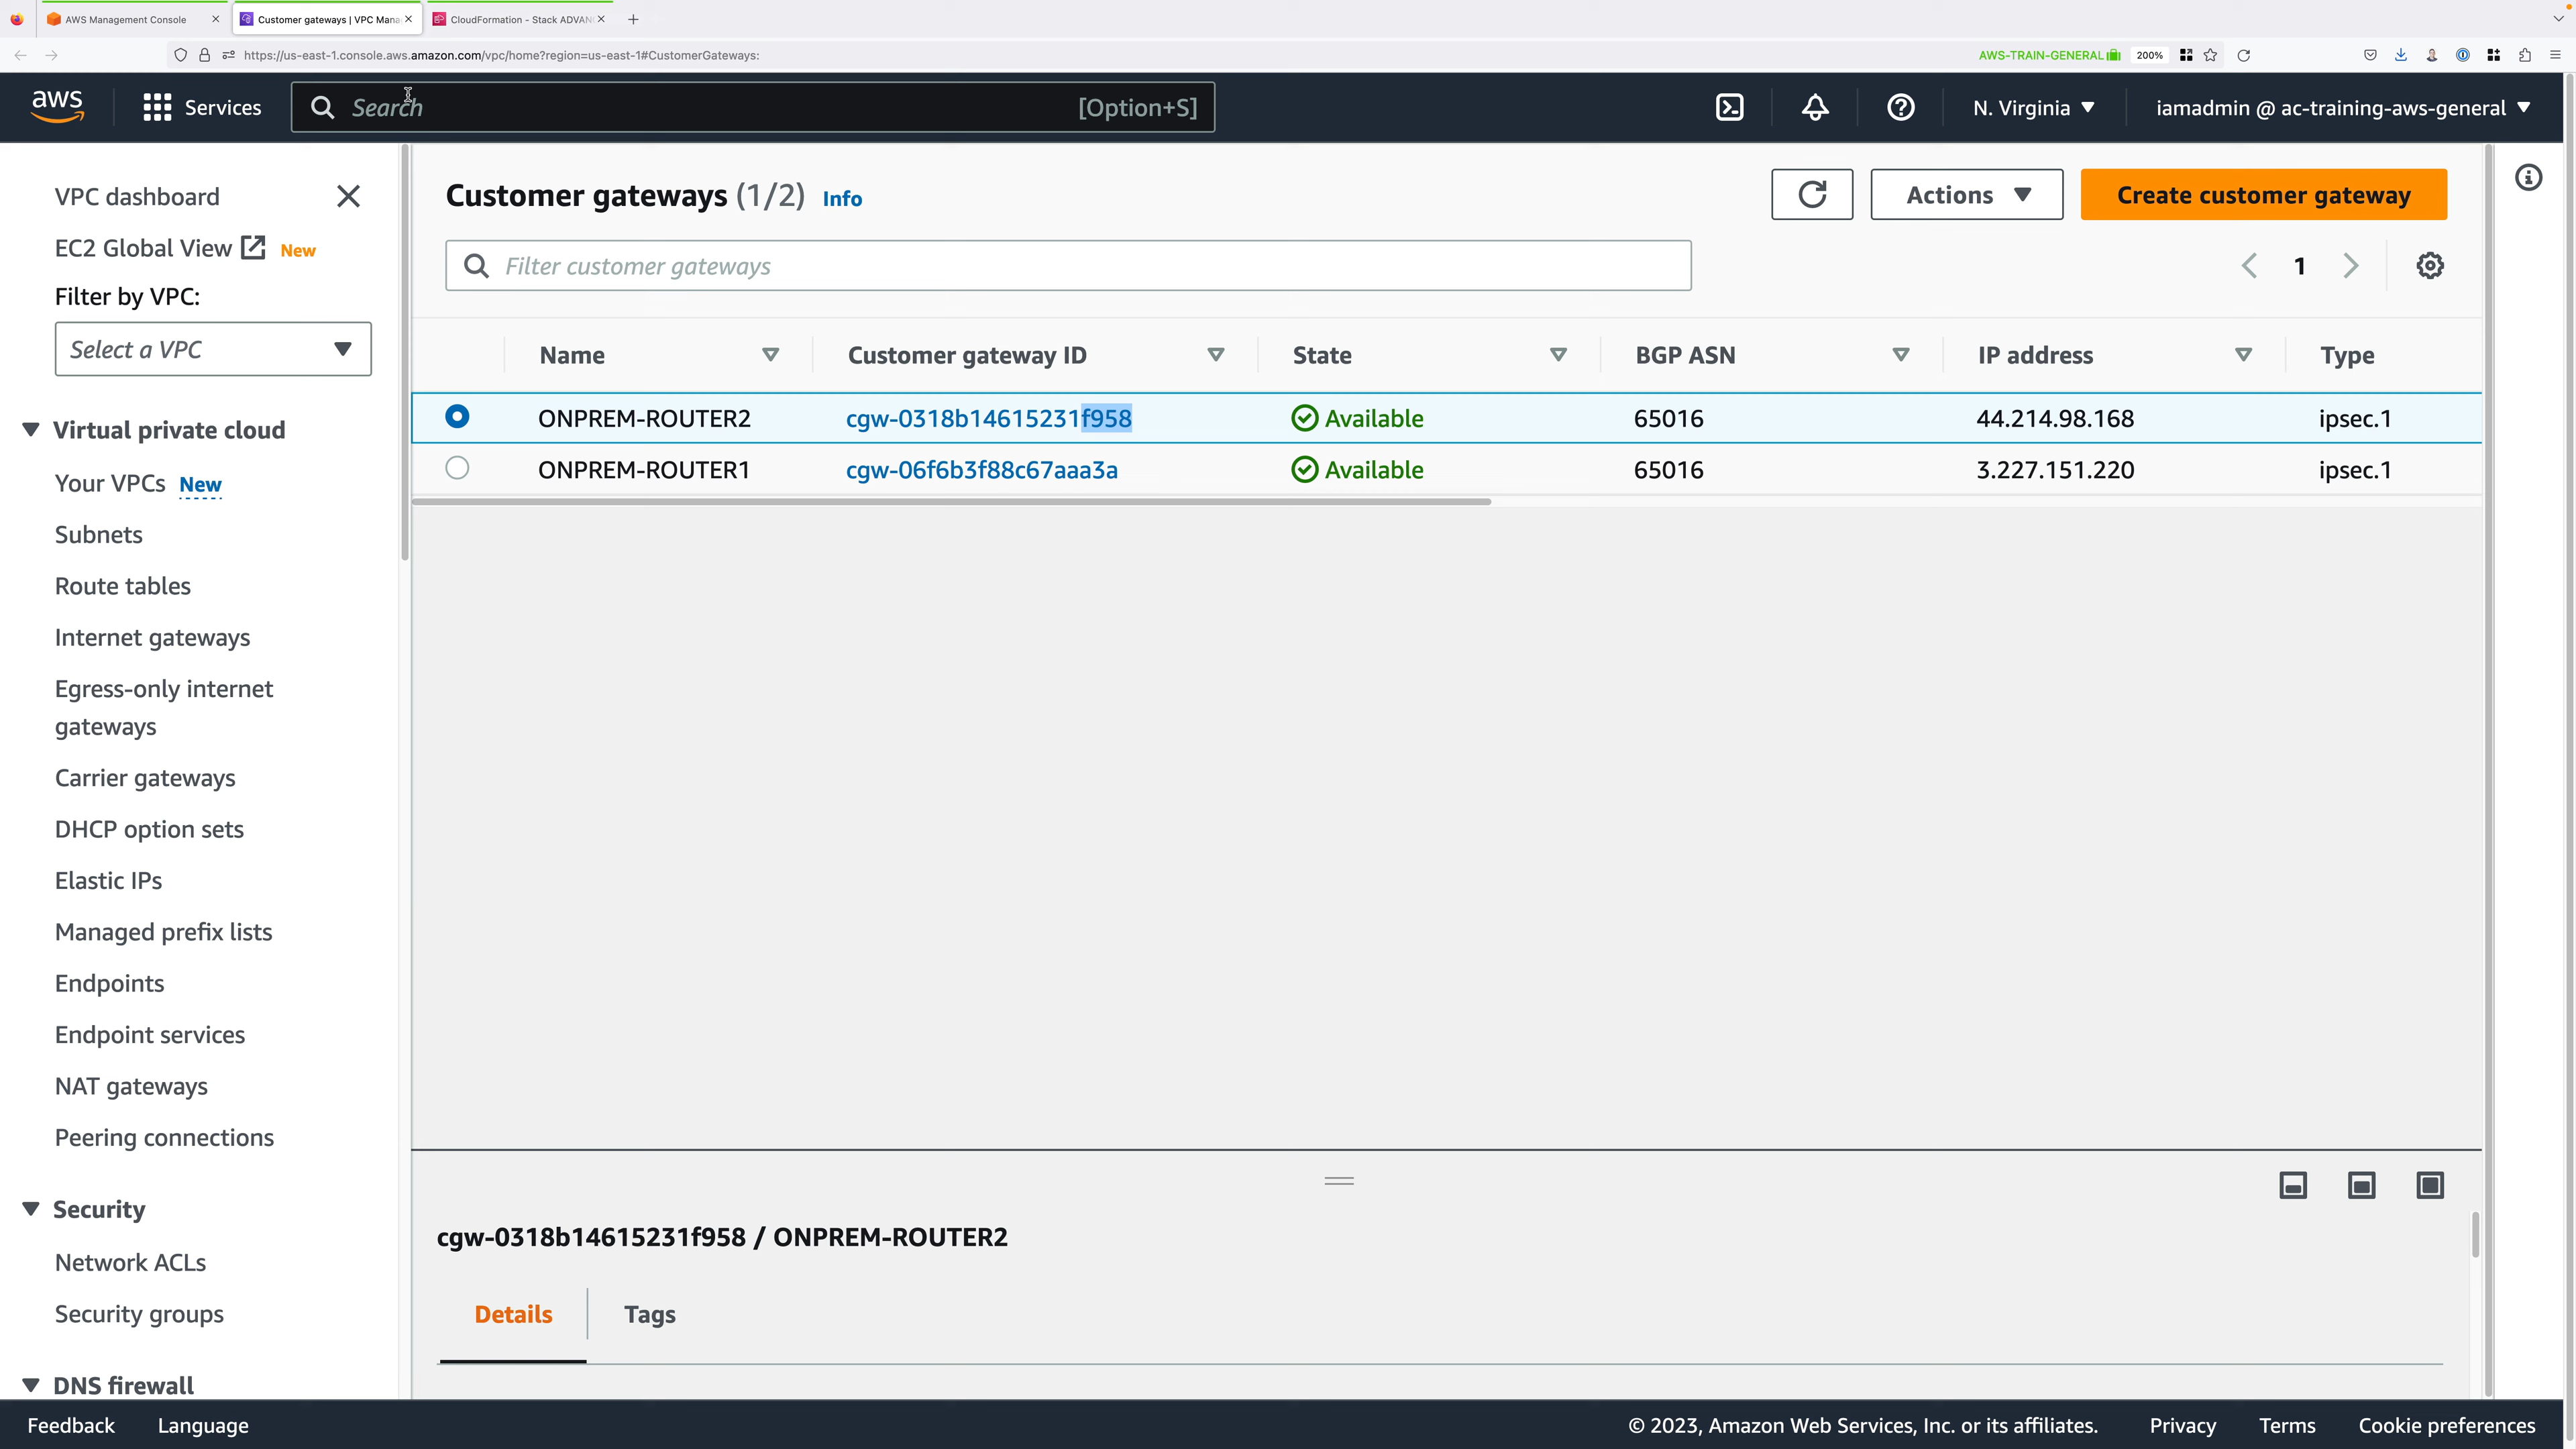 AWS Management Console
Customer gateways | VPC Mana
CloudFormation - Stack ADVAN
https://us-east-1.console.aws.amazon.com/vpc/home?region=us-east-1#CustomerGateways:
AWS-TRAIN-GENERAL
200%
aws
Services
Search
[Option+S]
N. Virginia
iamadmin @ ac-training-aws-general
VPC dashboard
EC2 Global View New
Filter by VPC:
Select a VPC
Virtual private cloud
Your VPCs New
Subnets
Route tables
Internet gateways
Egress-only internet
gateways
Carrier gateways
DHCP option sets
Elastic IPs
Managed prefix lists
Endpoints
Endpoint services
NAT gateways
Peering connections
Security
Network ACLs
Security groups
DNS firewall
Customer gateways (1/2) Info
Actions
Create customer gateway
Filter customer gateways
1
Name Customer gateway ID State BGP ASN IP address Type
ONPREM-ROUTER2 cgw-0318b14615231f958 Available 65016 44.214.98.168 ipsec.1
ONPREM-ROUTER1 cgw-06f6b3f88c67aaa3a Available 65016 3.227.151.220 ipsec.1
cgw-0318b14615231f958 / ONPREM-ROUTER2
Details
Tags
Feedback
Language
© 2023, Amazon Web Services, Inc. or its affiliates.
Privacy
Terms
Cookie preferences